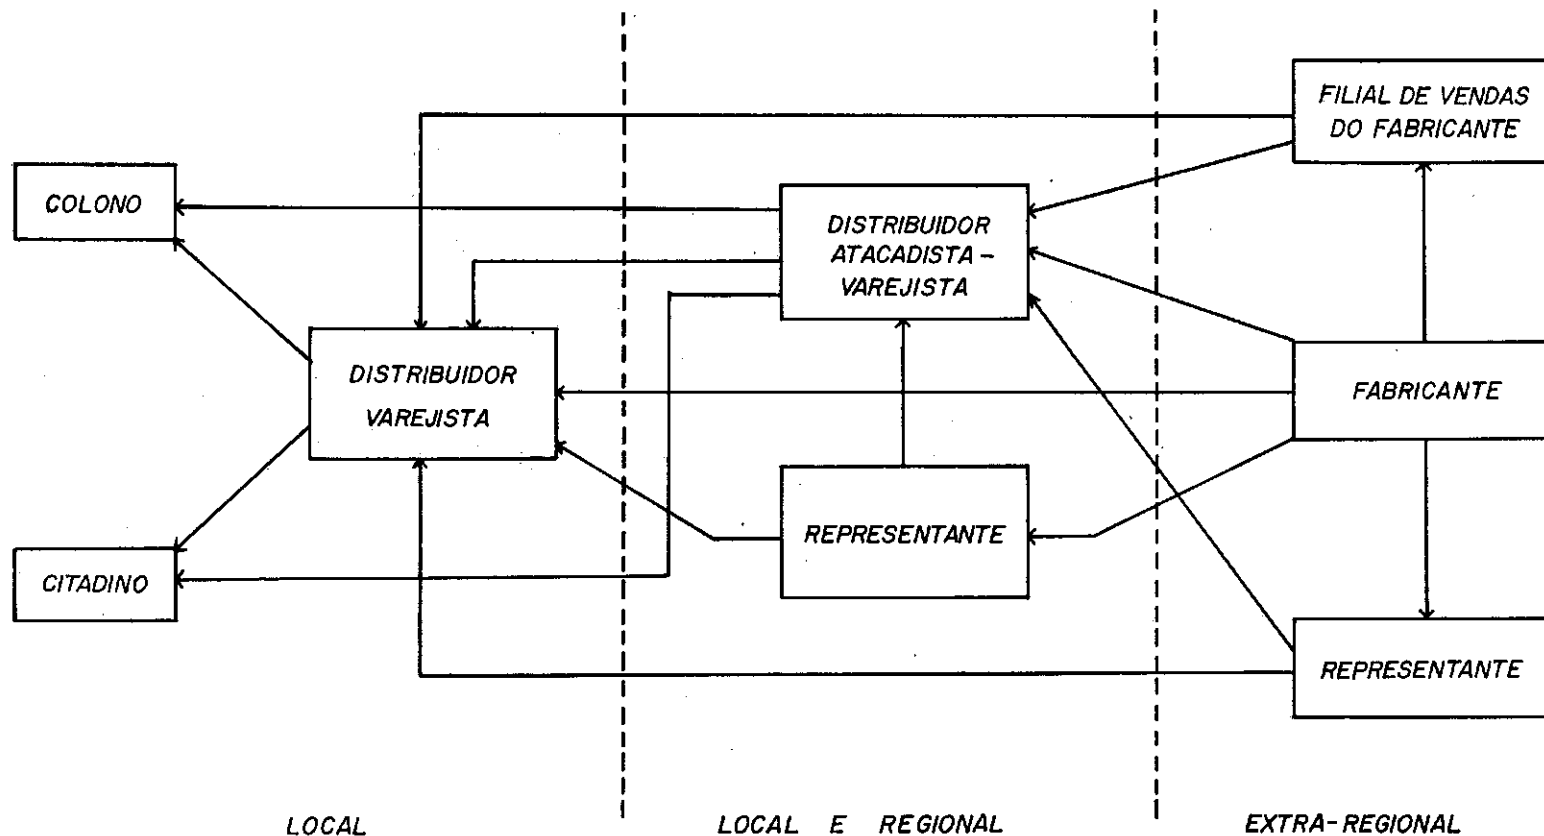 FILIAL DE VENDAS
DO FABRICANTE
COLONO
DISTRIBUIDOR
ATACADISTA-
VAREJISTA
DISTRIBUIDOR
VAREJISTA
FABRICANTE
REPRESENTANTE
CITADINO
REPRESENTANTE
LOCAL
LOCAL E REGIONAL
EXTRA-REGIONAL